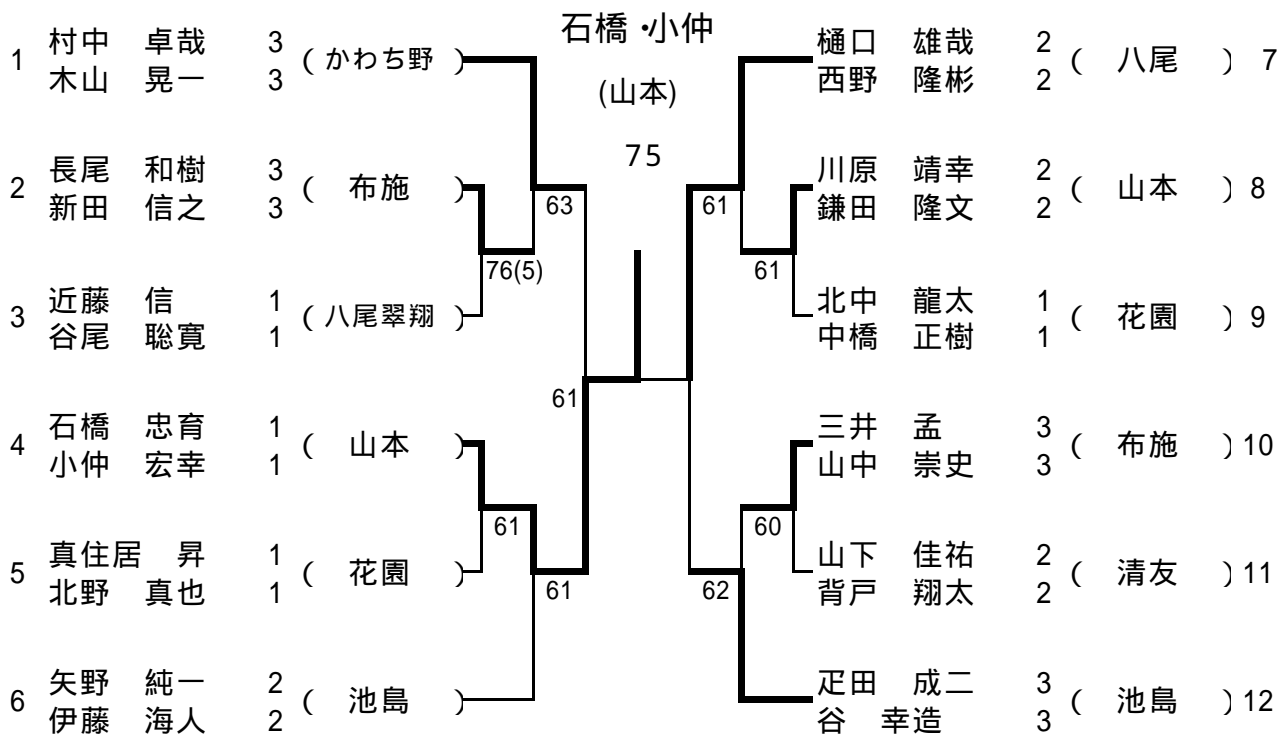 石橋・小仲
(山本)
75
1 村中 卓哉 3 (かわち野)
木山 晃一 3
2 長尾 和樹 3 (布施)
新田 信之 3
3 近藤 信 1 (八尾翠翔)
谷尾 聡寛 1
4 石橋 忠育 1 (山本)
小仲 宏幸 1
5 真住居 昇 1 (花園)
北野 真也 1
6 矢野 純一 2 (池島)
伊藤 海人 2
63
76(5)
61
61
61
樋口 雄哉 2 (八尾) 7
西野 隆彬 2
川原 靖幸 2 (山本) 8
鎌田 隆文 2
北中 龍太 1 (花園) 9
中橋 正樹 1
三井 孟 3 (布施) 10
山中 崇史 3
山下 佳祐 2 (清友) 11
背戸 翔太 2
疋田 成二 3 (池島) 12
谷 幸造 3
61
61
60
62